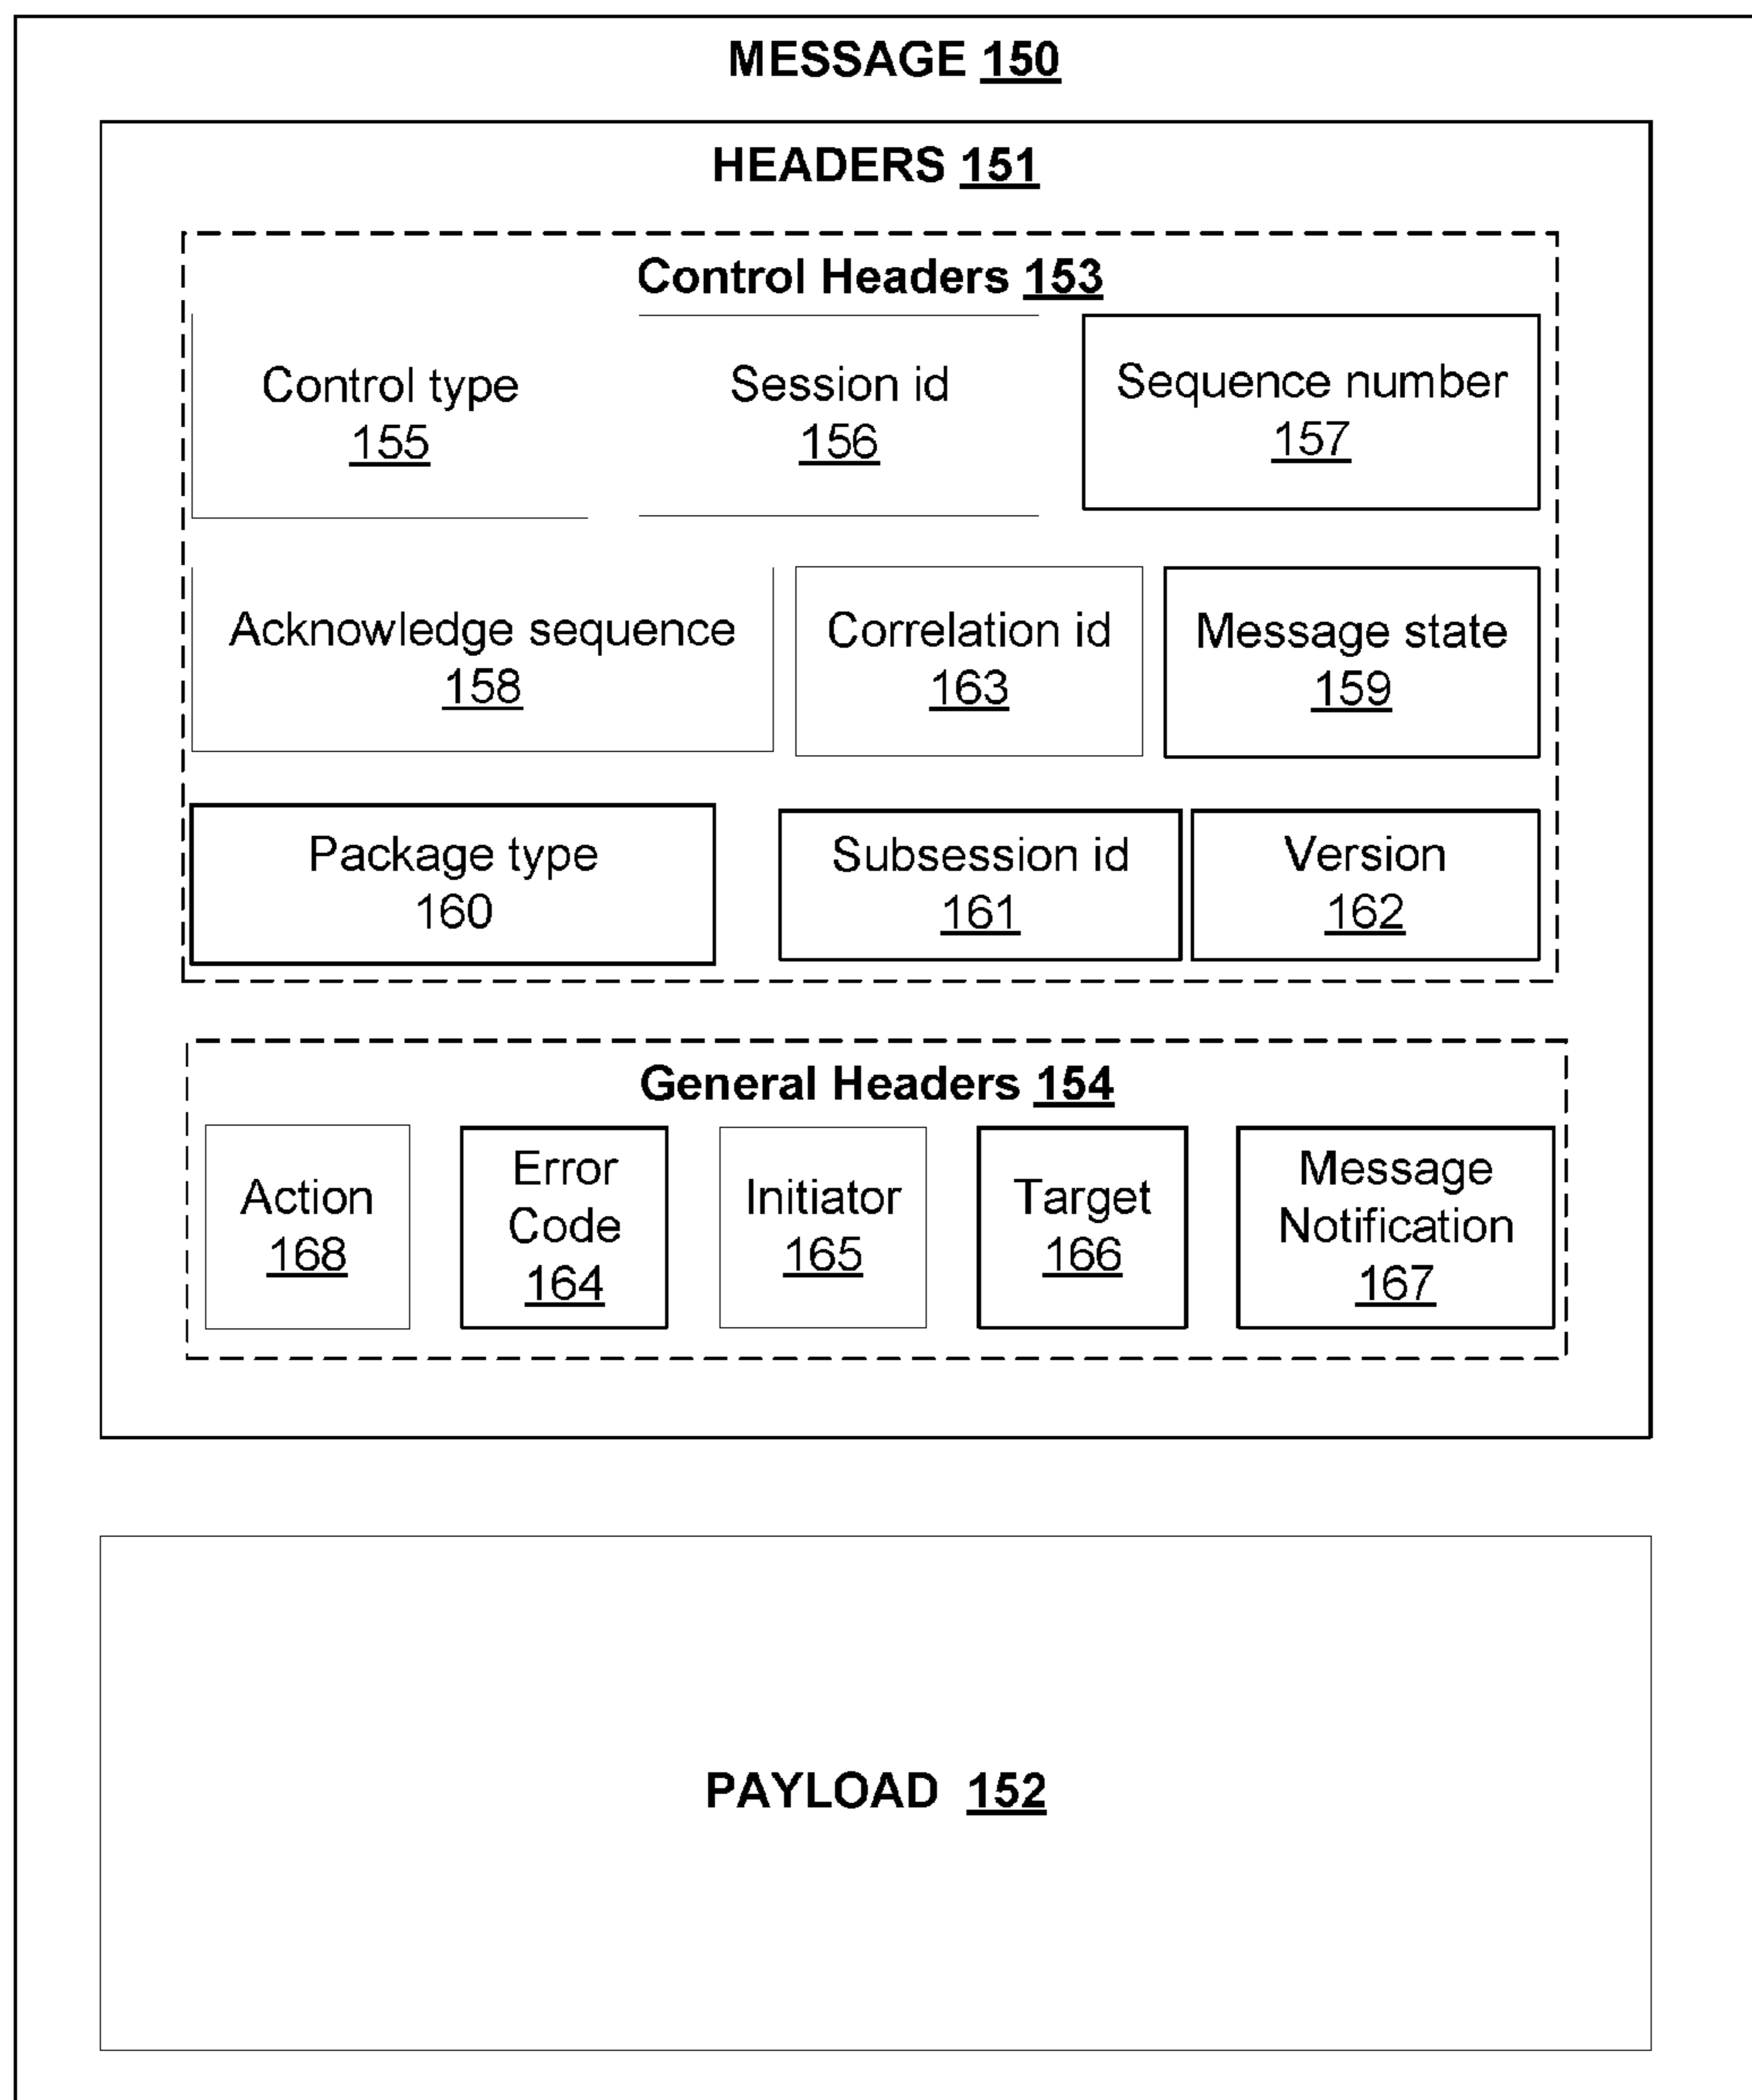 MESSAGE 150
HEADERS 151
Control Headers 153
Control type
155
Session id
156
Sequence number
157
Acknowledge sequence
158
Correlation id
163
Message state
159
Package type
160
Subsession id
161
Version
162
General Headers 154
Action
168
Error
Code
164
Initiator
165
Target
166
Message
Notification
167
PAYLOAD 152